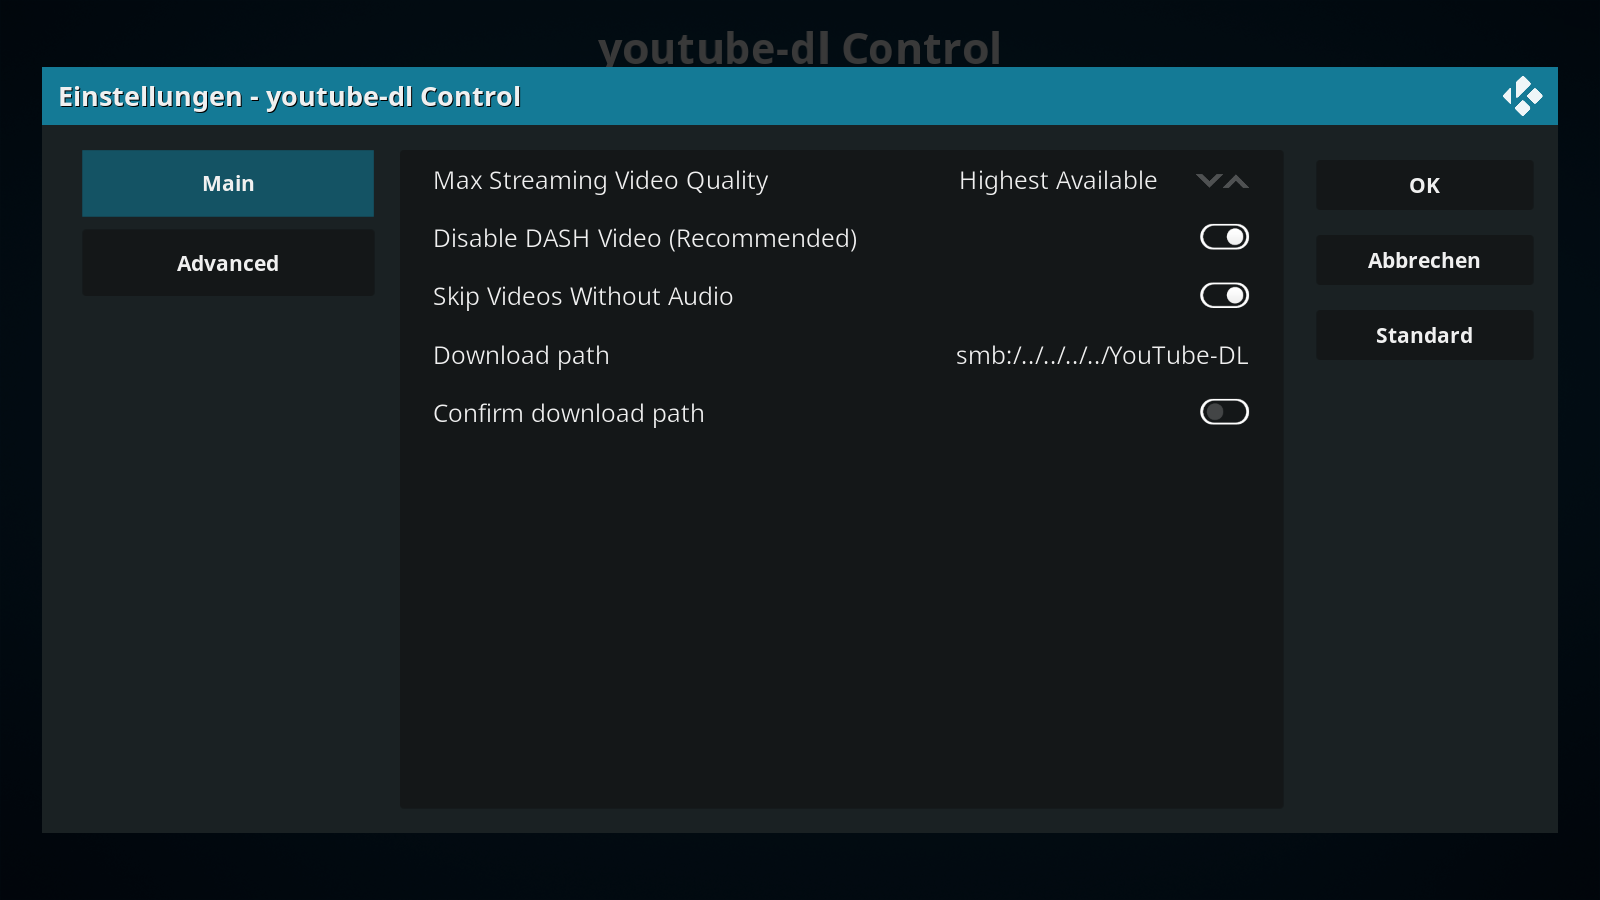 youtube-dl Control
Einstellungen - youtube-dl Control
Main
Advanced
Max Streaming Video Quality Highest Available
Disable DASH Video (Recommended)
Skip Videos Without Audio
Download path smb:/../../../../YouTube-DL
Confirm download path
OK
Abbrechen
Standard